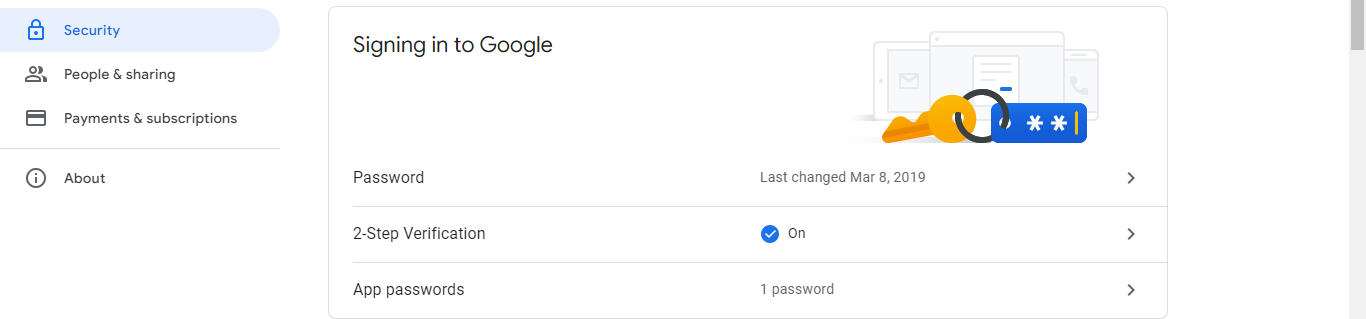 Security
People & sharing
Payments & subscriptions
About
Signing in to Google
**
Password Last changed Mar 8, 2019
2-Step Verification On
App passwords 1 password